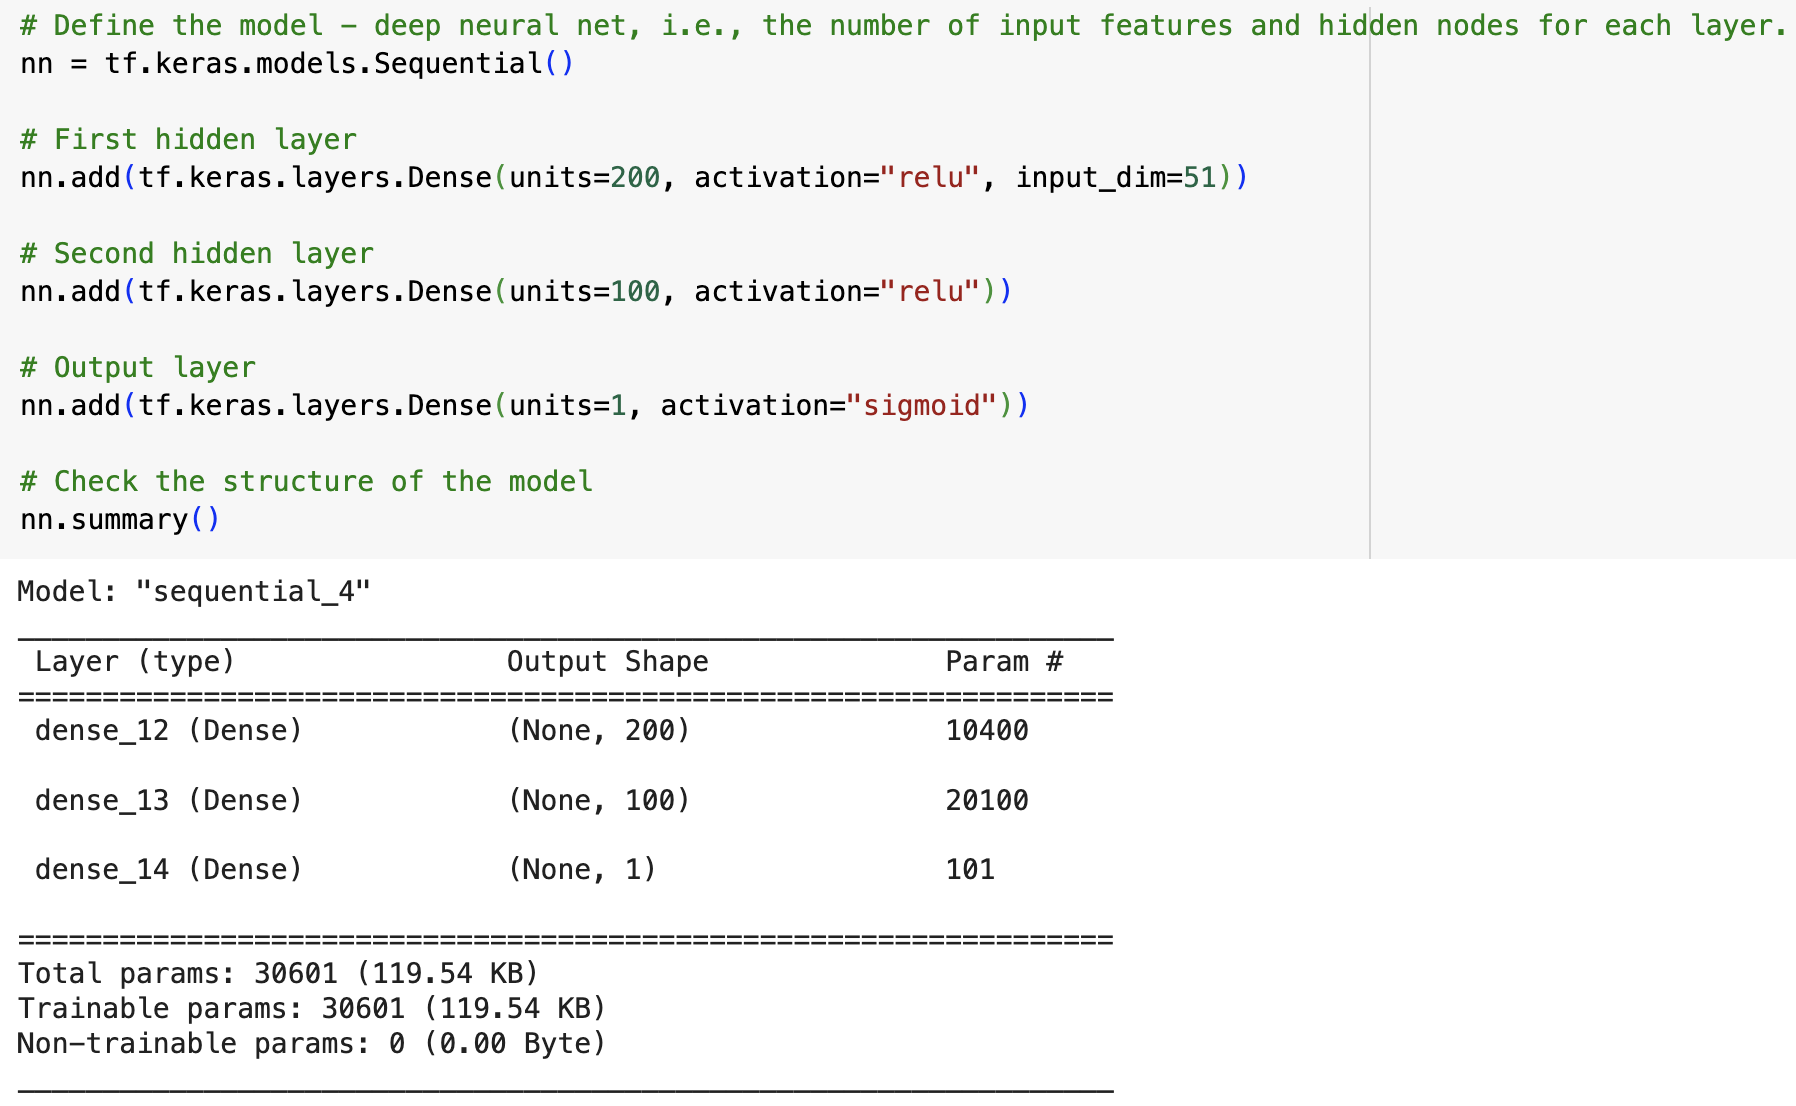 # Define the model – deep neural net, i.e., the number of input features and hidden nodes for each layer.
nn = tf.keras.models.Sequential()
# First hidden layer
nn.add(tf.keras.layers.Dense(units=200, activation="relu", input_dim=51))
# Second hidden layer
nn.add(tf.keras.layers.Dense(units=100, activation="relu"))
# Output layer
nn.add(tf.keras.layers.Dense(units=1, activation="sigmoid"))
# Check the structure of the model
nn.summary()
Model: "sequential_4"
_________________________________________________________________
Layer (type) Output Shape Param #
=================================================================
dense_12 (Dense) (None, 200) 10400
dense_13 (Dense) (None, 100) 20100
dense_14 (Dense) (None, 1) 101
=================================================================
Total params: 30601 (119.54 KB)
Trainable params: 30601 (119.54 KB)
Non-trainable params: 0 (0.00 Byte)
_________________________________________________________________